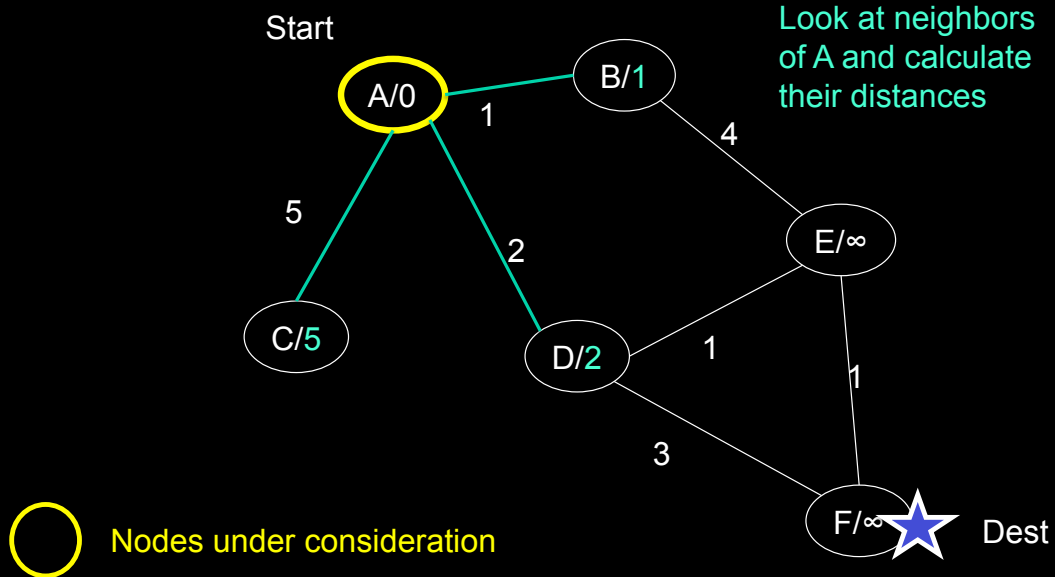 Start
Look at neighbors
of A and calculate
their distances
A/0
B/1
1
4
5
2
E/∞
C/5
D/2
1
1
3
F/∞
Dest
Nodes under consideration